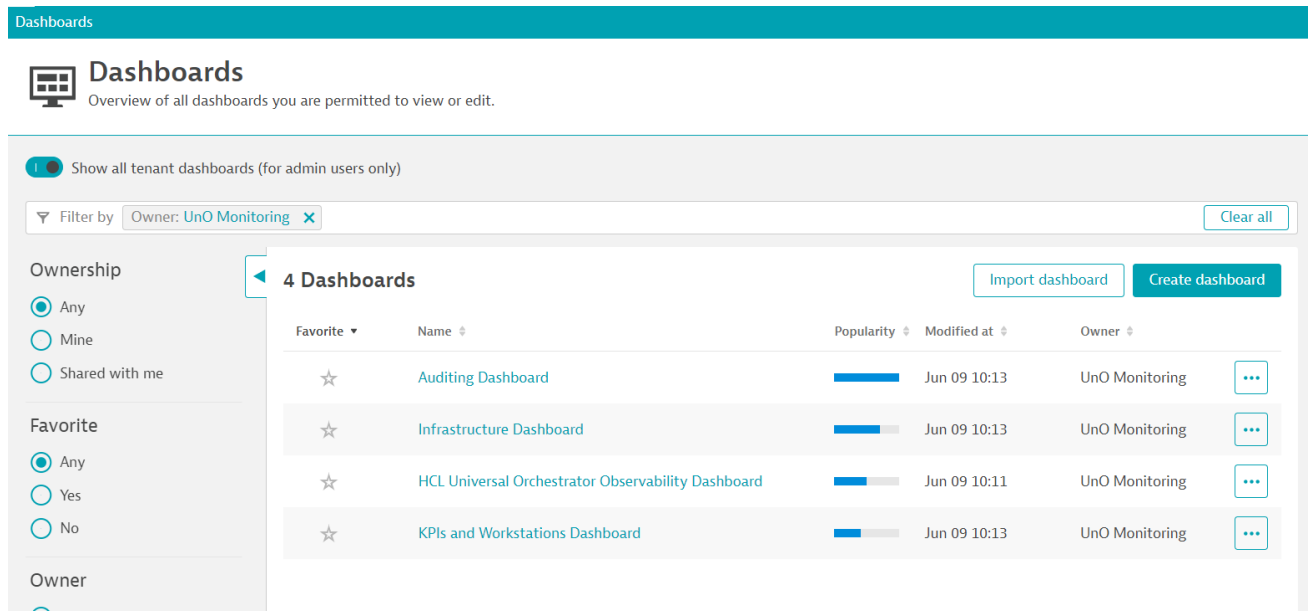 Dashboards
Dashboards
Overview of all dashboards you are permitted to view or edit.
Show all tenant dashboards (for admin users only)
Filter by Owner: UnO Monitoring Clear all
Ownership
Any
Mine
Shared with me
Favorite
Any
Yes
No
Owner
4 Dashboards Import dashboard Create dashboard
Favorite Name Popularity Modified at Owner
Auditing Dashboard Jun 09 10:13 UnO Monitoring
Infrastructure Dashboard Jun 09 10:13 UnO Monitoring
HCL Universal Orchestrator Observability Dashboard Jun 09 10:11 UnO Monitoring
KPIs and Workstations Dashboard Jun 09 10:13 UnO Monitoring